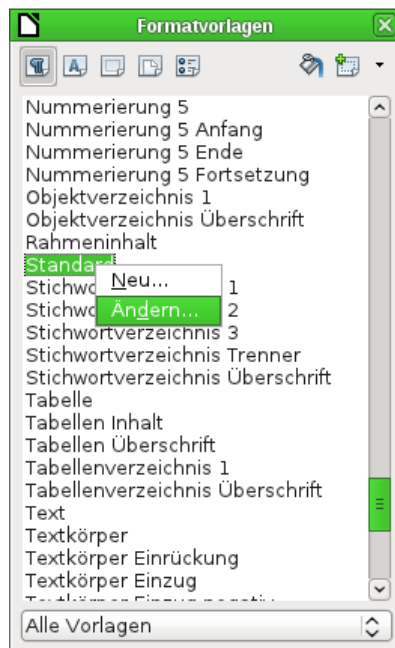 Formatvorlagen
Nummerierung 5
Nummerierung 5 Anfang
Nummerierung 5 Ende
Nummerierung 5 Fortsetzung
Objektverzeichnis 1
Objektverzeichnis Überschrift
Rahmeninhalt
Standard
Neu...
1
Ändern...
2
Stichwortverzeichnis 3
Stichwortverzeichnis Trenner
Stichwortverzeichnis Überschrift
Tabelle
Tabellen Inhalt
Tabellen Überschrift
Tabellenverzeichnis 1
Tabellenverzeichnis Überschrift
Text
Textkörper
Textkörper Einrückung
Textkörper Einzug
Alle Vorlagen